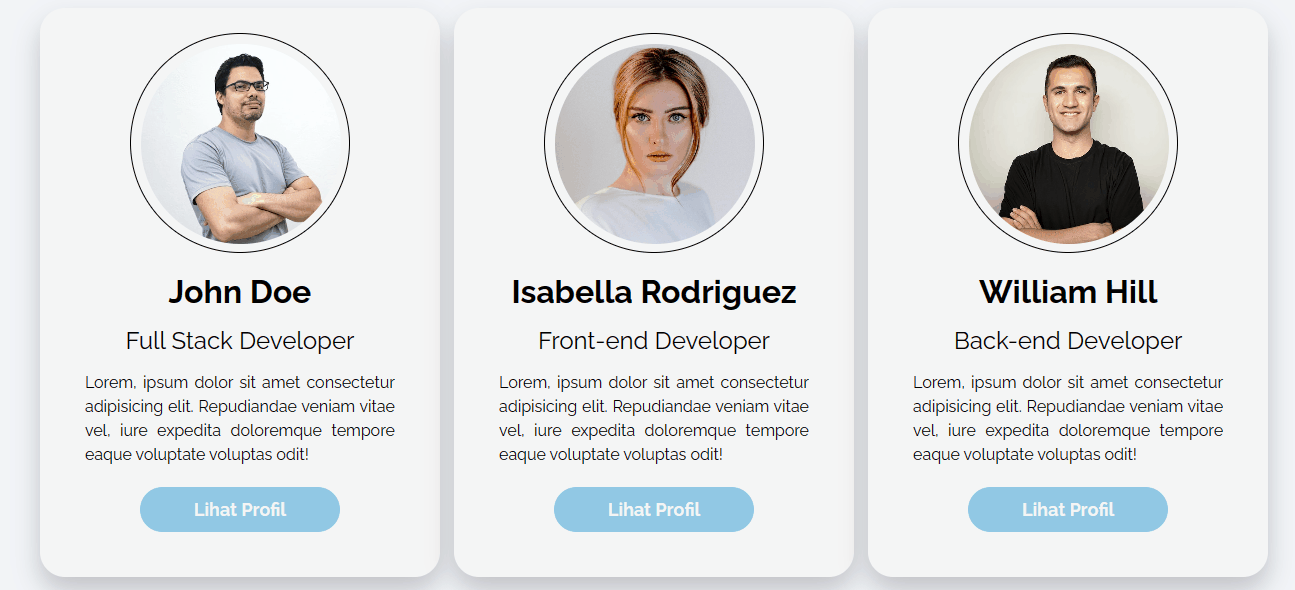 John Doe
Full Stack Developer
Lorem, ipsum dolor sit amet consectetur
adipisicing elit. Repudiandae veniam vitae
vel, iure expedita doloremque tempore
eaque voluptate voluptas odit!
Lihat Profil
Isabella Rodriguez
Front-end Developer
Lorem, ipsum dolor sit amet consectetur
adipisicing elit. Repudiandae veniam vitae
vel, iure expedita doloremque tempore
eaque voluptate voluptas odit!
Lihat Profil
William Hill
Back-end Developer
Lorem, ipsum dolor sit amet consectetur
adipisicing elit. Repudiandae veniam vitae
vel, iure expedita doloremque tempore
eaque voluptate voluptas odit!
Lihat Profil